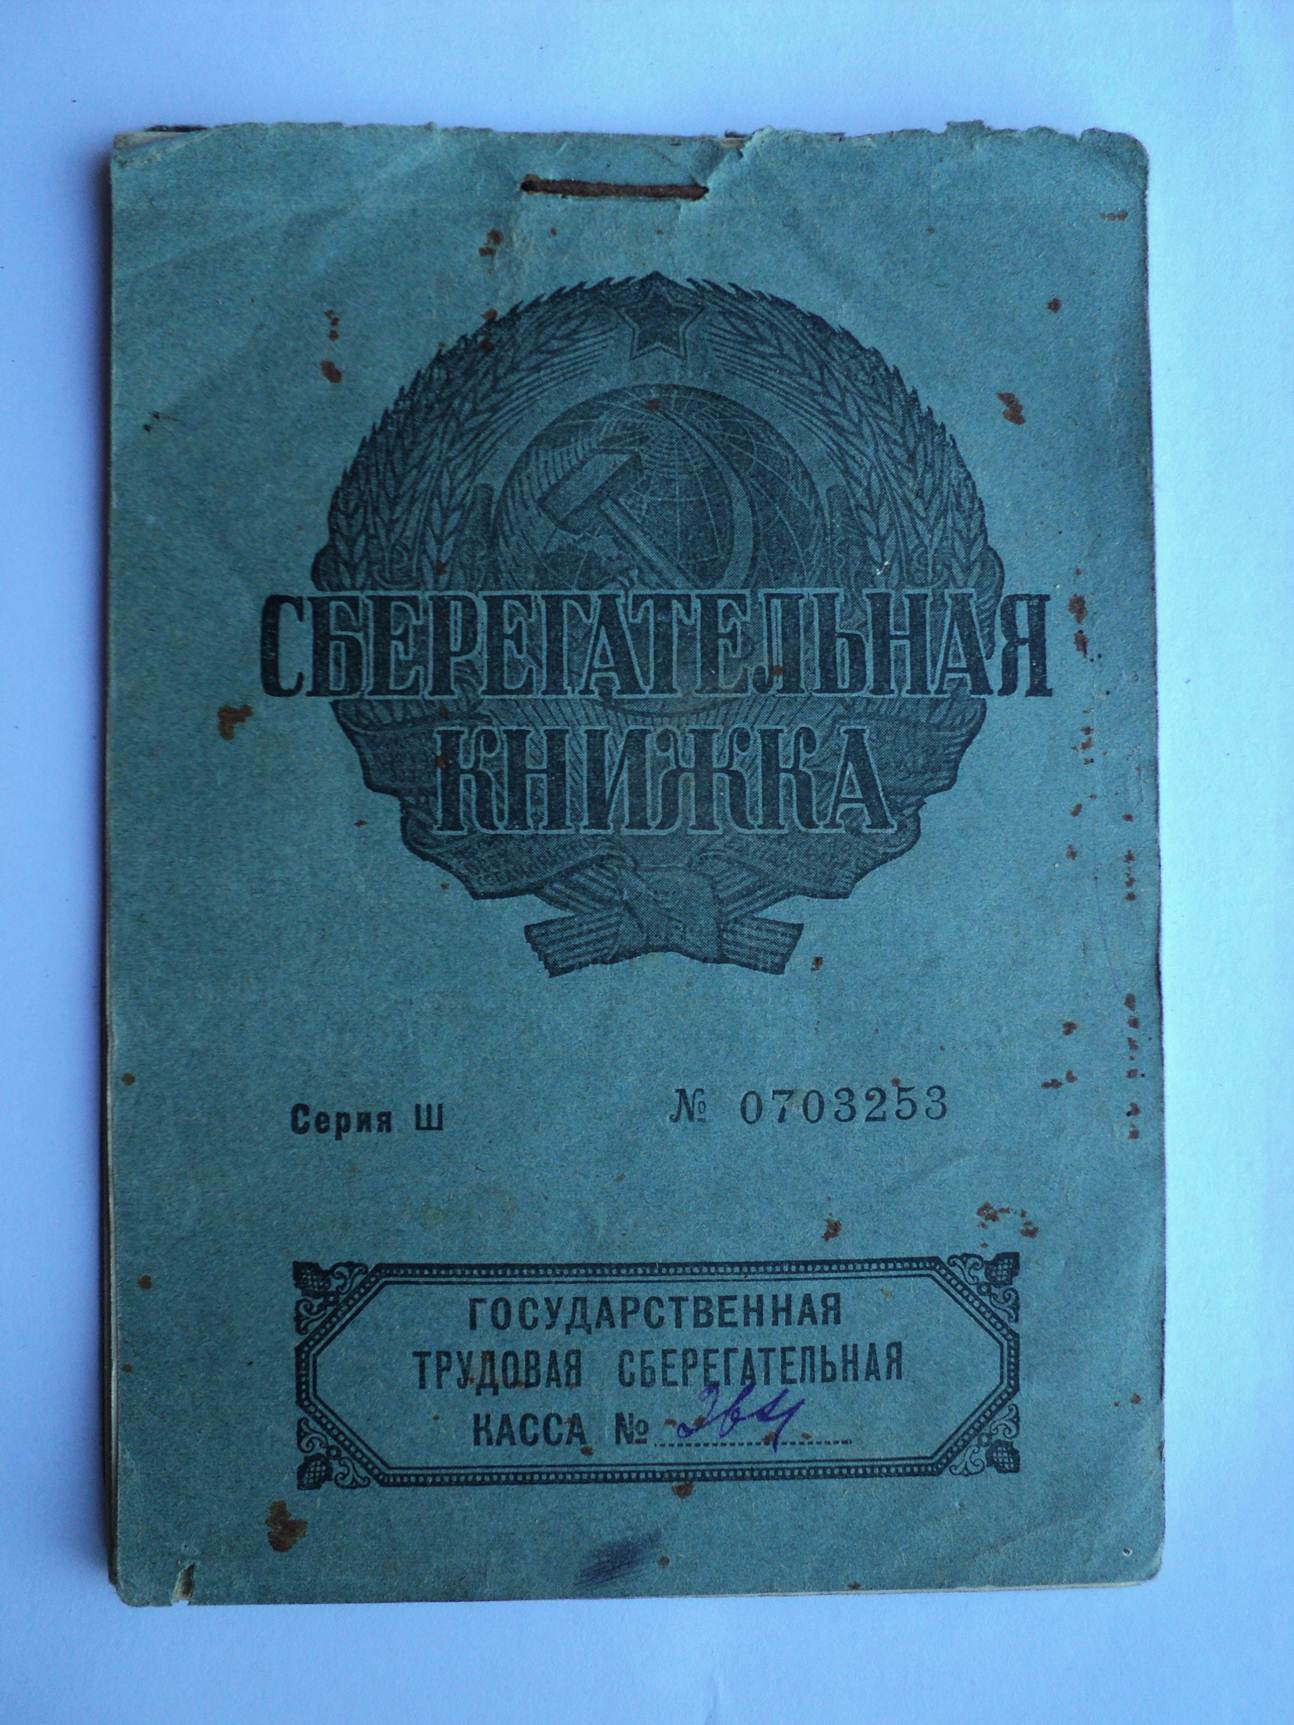 СБЕРЕГАТЕЛЬНАЯ
КНИЖКА
Серия Ш № 0703253
ГОСУДАРСТВЕННАЯ
ТРУДОВАЯ СБЕРЕГАТЕЛЬНАЯ
КАССА №